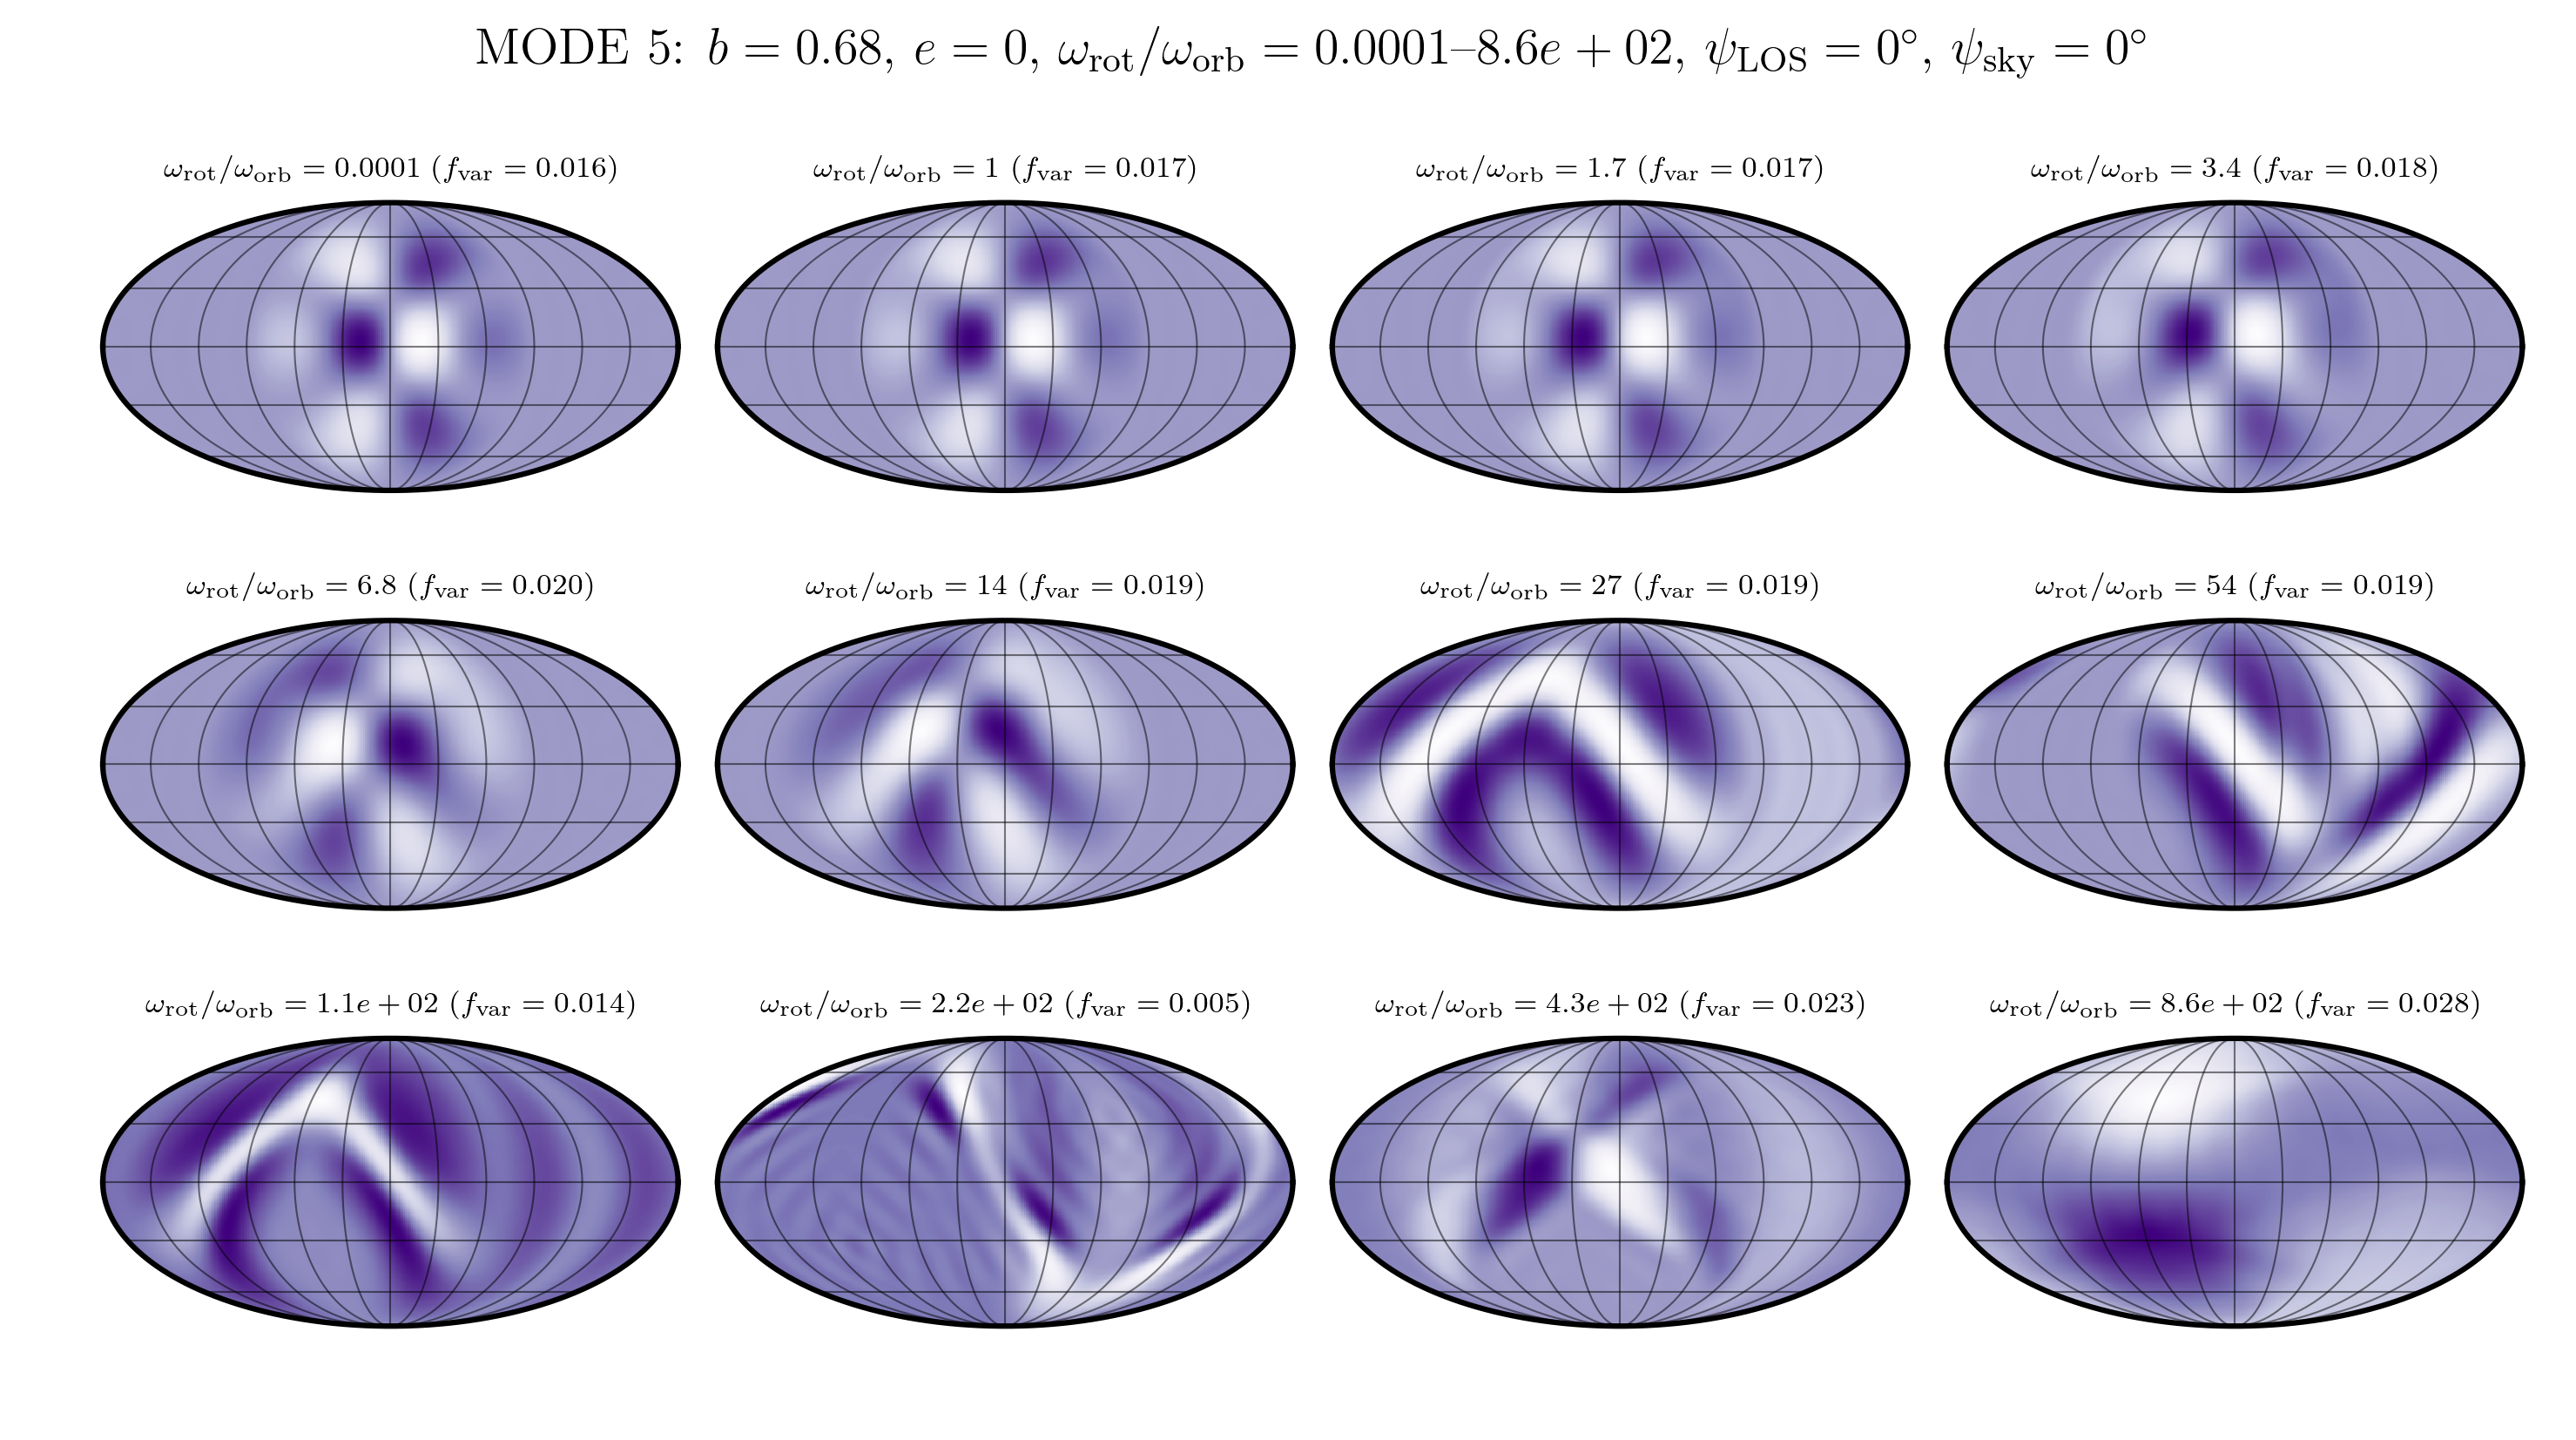 MODE 5: b = 0.68, e = 0, ω_rot/ω_orb = 0.0001–8.6e + 02, ψ_LOS = 0°, ψ_sky = 0°
ω_rot/ω_orb = 0.0001 (f_var = 0.016)
ω_rot/ω_orb = 1 (f_var = 0.017)
ω_rot/ω_orb = 1.7 (f_var = 0.017)
ω_rot/ω_orb = 3.4 (f_var = 0.018)
ω_rot/ω_orb = 6.8 (f_var = 0.020)
ω_rot/ω_orb = 14 (f_var = 0.019)
ω_rot/ω_orb = 27 (f_var = 0.019)
ω_rot/ω_orb = 54 (f_var = 0.019)
ω_rot/ω_orb = 1.1e + 02 (f_var = 0.014)
ω_rot/ω_orb = 2.2e + 02 (f_var = 0.005)
ω_rot/ω_orb = 4.3e + 02 (f_var = 0.023)
ω_rot/ω_orb = 8.6e + 02 (f_var = 0.028)